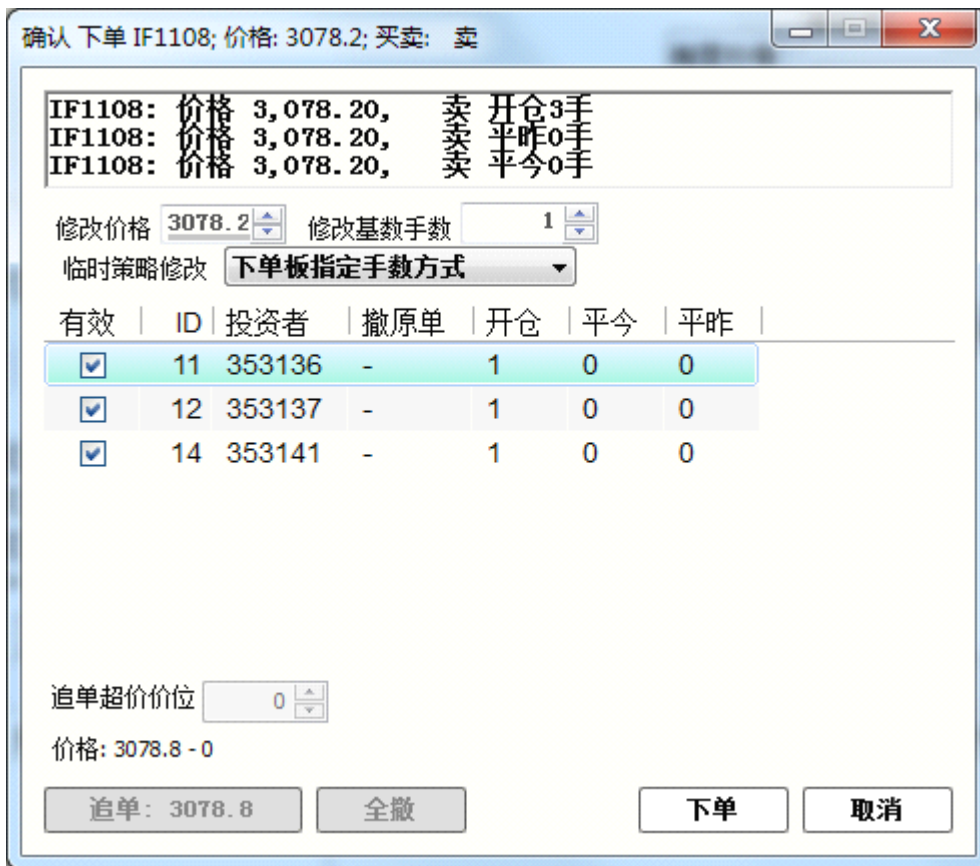 确认 下单 IF1108; 价格: 3078.2; 买卖: 卖
IF1108: 价格 3,078.20, 卖 开仓3手
IF1108: 价格 3,078.20, 卖 平昨0手
IF1108: 价格 3,078.20, 卖 平今0手
修改价格 3078.2 修改基数手数 1
临时策略修改 下单板指定手数方式
有效 ID 投资者 撤原单 开仓 平今 平昨
11 353136 - 1 0 0
12 353137 - 1 0 0
14 353141 - 1 0 0
追单超价价位 0
价格: 3078.8 - 0
追单: 3078.8 全撤 下单 取消